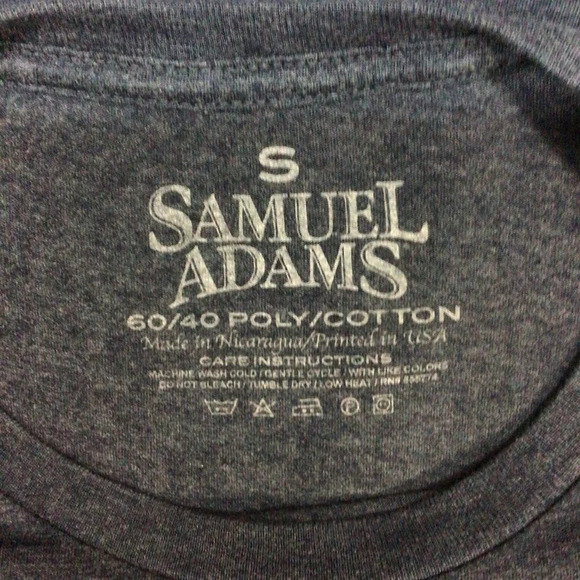 S
SAMUEL
ADAMS
60/40 POLY/COTTON
Made in Nicaragua/Printed in USA
CARE INSTRUCTIONS
MACHINE WASH COLD / GENTLE CYCLE / WITH LIKE COLORS
DO NOT BLEACH / TUMBLE DRY / LOW HEAT / RN#